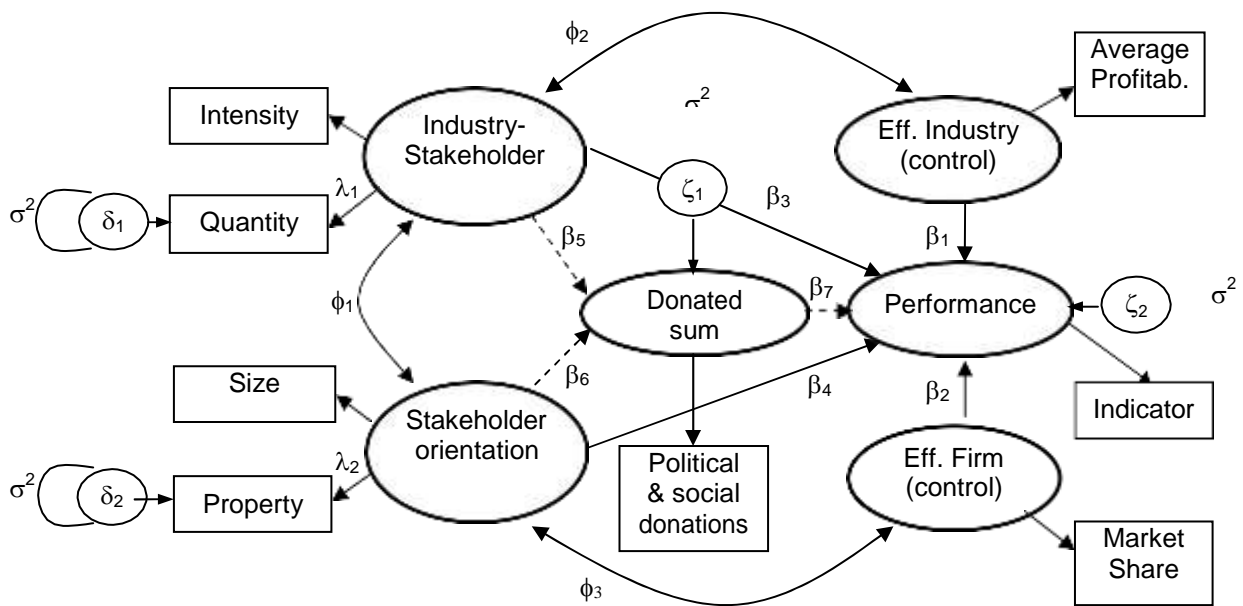 ϕ2
Average
Profitab.
Intensity
Industry-
Stakeholder
σ2
Eff. Industry
(control)
σ2
δ1
Quantity
λ1
ζ1
β3
β1
β5
ϕ1
Donated
sum
β7
Performance
ζ2
σ2
Size
β6
β4
β2
Indicator
Stakeholder
orientation
Political
& social
donations
Eff. Firm
(control)
σ2
δ2
Property
λ2
Market
Share
ϕ3